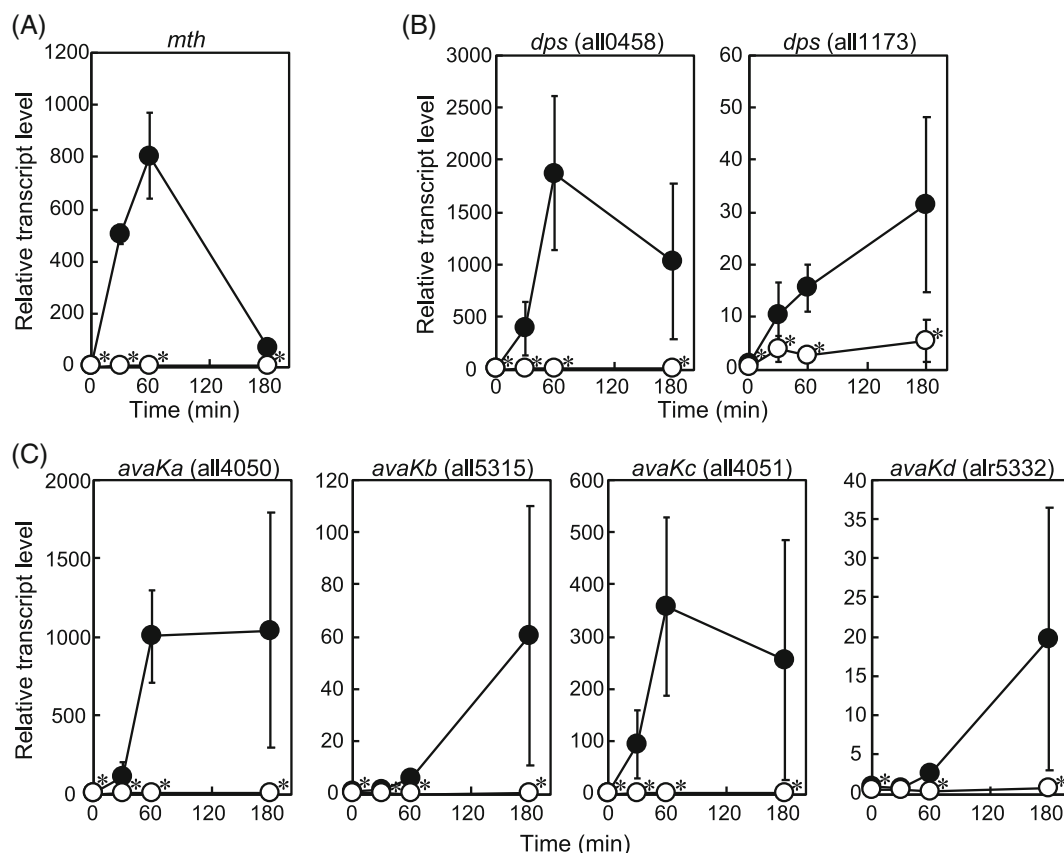 (A)
mth
Relative transcript level
1200
1000
800
600
400
200
0
* * * *
0 60 120 180
Time (min)
(B)
dps (all0458)
Relative transcript level
3000
2500
2000
1500
1000
500
0
* * * *
0 60 120 180
dps (all1173)
60
50
40
30
20
10
0
* * * *
0 60 120 180
Time (min)
(C)
avaKa (all4050)
Relative transcript level
2000
1500
1000
500
0
* * * *
0 60 120 180
avaKb (all5315)
120
100
80
60
40
20
0
* * * *
0 60 120 180
avaKc (all4051)
600
500
400
300
200
100
0
* * * *
0 60 120 180
avaKd (alr5332)
40
35
30
25
20
15
10
5
0
* * *
0 60 120 180
Time (min)